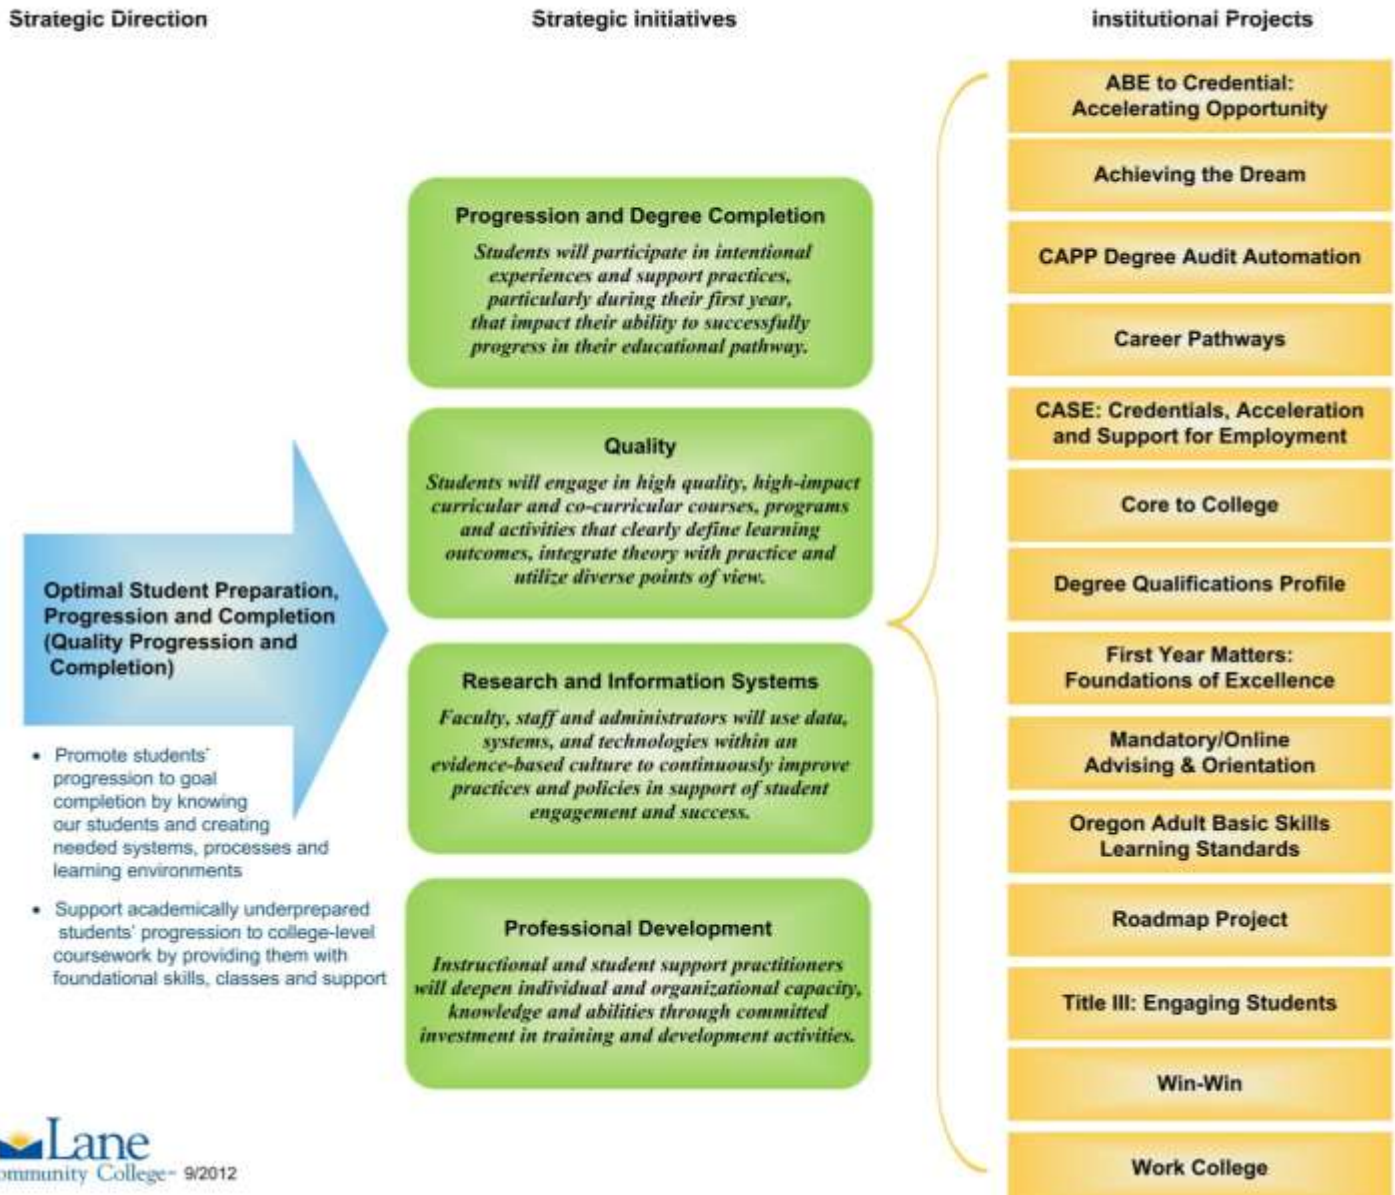 Strategic Direction
Strategic initiatives
institutional Projects
Optimal Student Preparation,
Progression and Completion
(Quality Progression and
Completion)
• Promote students'
progression to goal
completion by knowing
our students and creating
needed systems, processes and
learning environments
• Support academically underprepared
students' progression to college-level
coursework by providing them with
foundational skills, classes and support
Progression and Degree Completion
Students will participate in intentional
experiences and support practices,
particularly during their first year,
that impact their ability to successfully
progress in their educational pathway.
Quality
Students will engage in high quality, high-impact
curricular and co-curricular courses, programs
and activities that clearly define learning
outcomes, integrate theory with practice and
utilize diverse points of view.
Research and Information Systems
Faculty, staff and administrators will use data,
systems, and technologies within an
evidence-based culture to continuously improve
practices and policies in support of student
engagement and success.
Professional Development
Instructional and student support practitioners
will deepen individual and organizational capacity,
knowledge and abilities through committed
investment in training and development activities.
ABE to Credential:
Accelerating Opportunity
Achieving the Dream
CAPP Degree Audit Automation
Career Pathways
CASE: Credentials, Acceleration
and Support for Employment
Core to College
Degree Qualifications Profile
First Year Matters:
Foundations of Excellence
Mandatory/Online
Advising & Orientation
Oregon Adult Basic Skills
Learning Standards
Roadmap Project
Title III: Engaging Students
Win-Win
Work College
Lane
ommunity College 9/2012